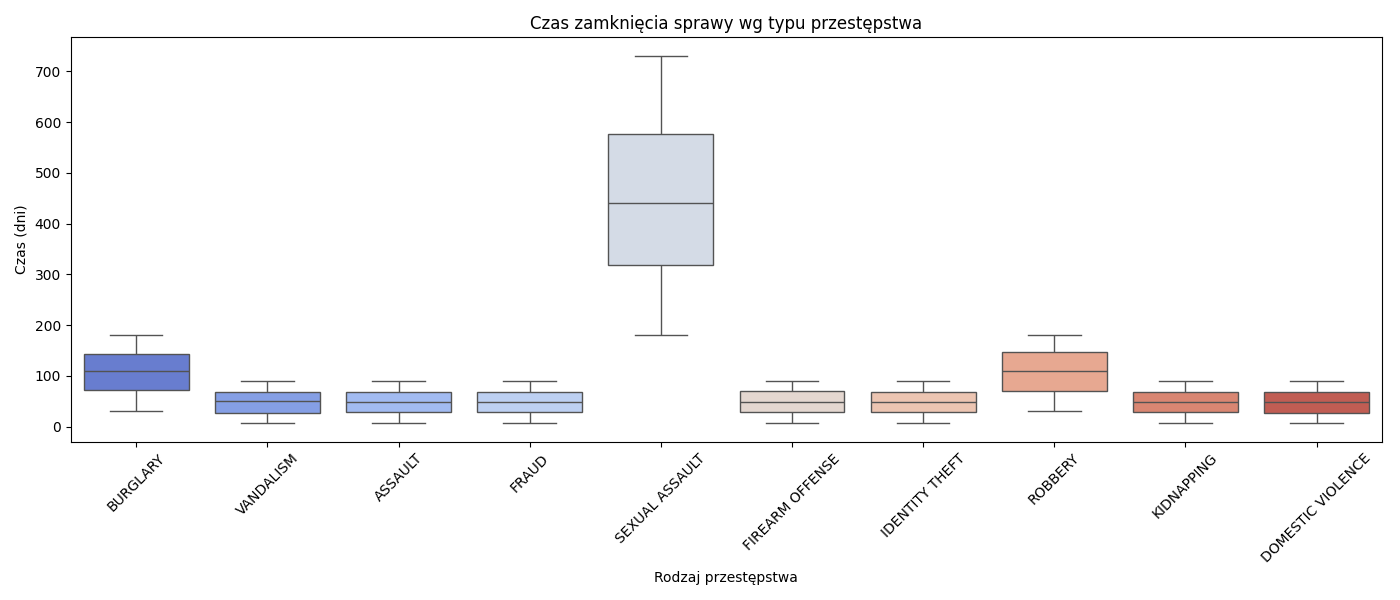 Czas zamknięcia sprawy wg typu przestępstwa
Czas (dni)
700
600
500
400
300
200
100
0
BURGLARY
VANDALISM
ASSAULT
FRAUD
SEXUAL ASSAULT
FIREARM OFFENSE
IDENTITY THEFT
ROBBERY
KIDNAPPING
DOMESTIC VIOLENCE
Rodzaj przestępstwa